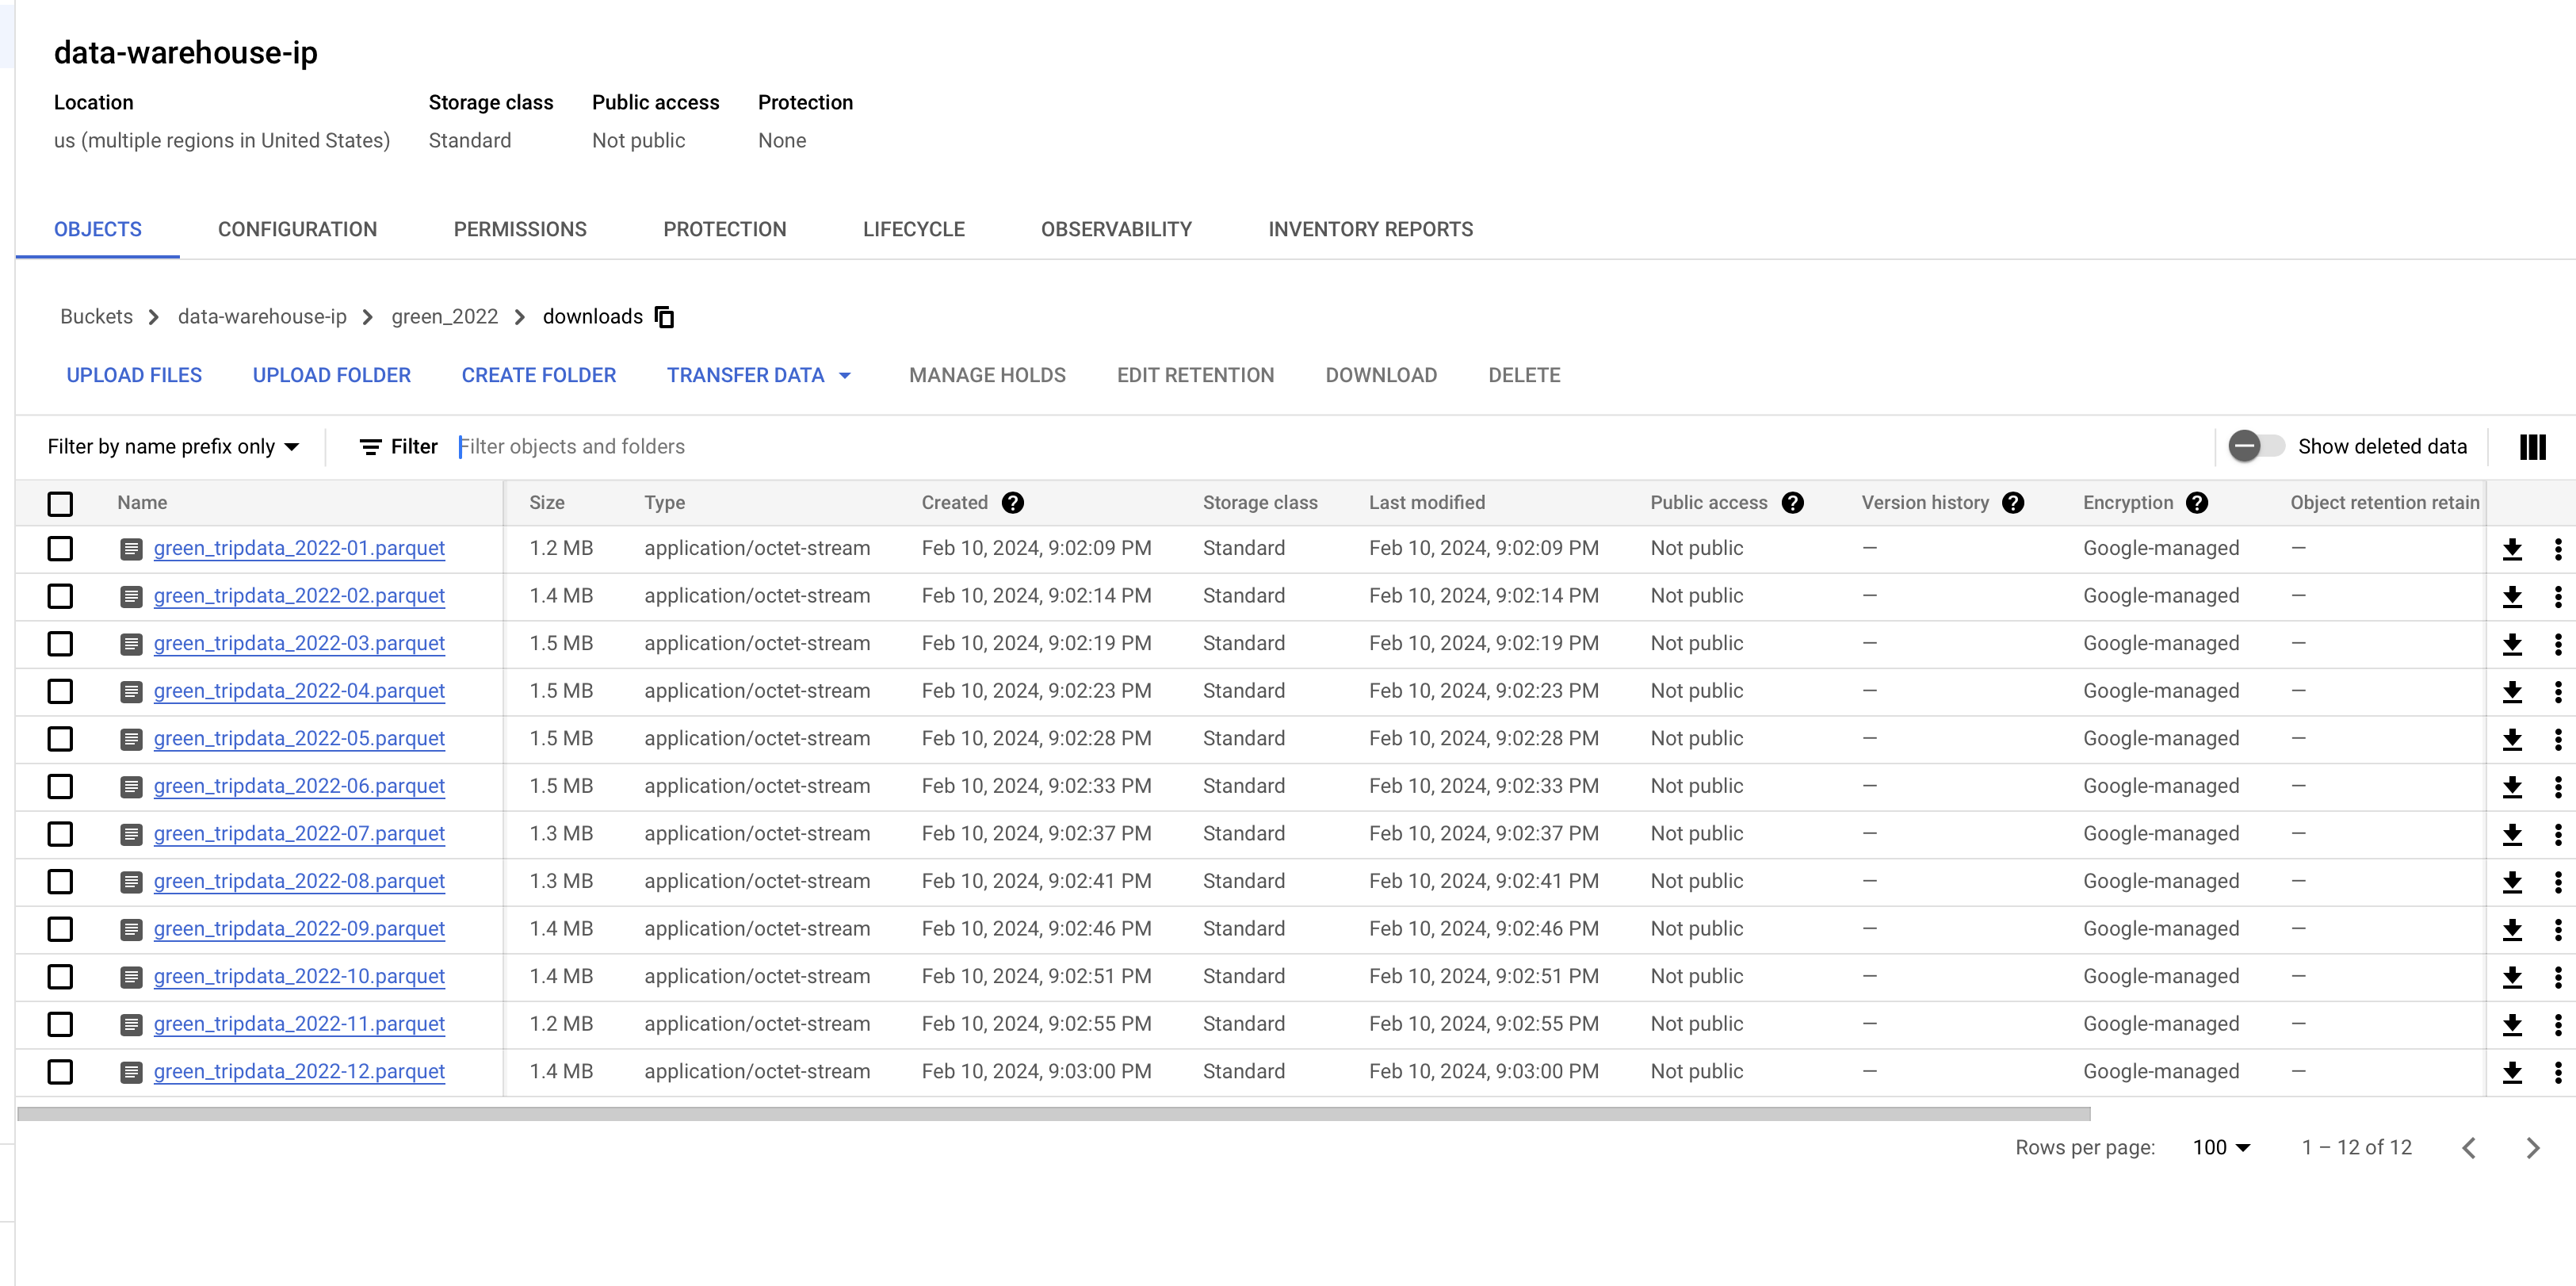 data-warehouse-ip
Location Storage class Public access Protection
us (multiple regions in United States) Standard Not public None
OBJECTS CONFIGURATION PERMISSIONS PROTECTION LIFECYCLE OBSERVABILITY INVENTORY REPORTS
Buckets > data-warehouse-ip > green_2022 > downloads
UPLOAD FILES UPLOAD FOLDER CREATE FOLDER TRANSFER DATA MANAGE HOLDS EDIT RETENTION DOWNLOAD DELETE
Filter by name prefix only Filter Filter objects and folders Show deleted data
Name Size Type Created Storage class Last modified Public access Version history Encryption Object retention retain
green_tripdata_2022-01.parquet 1.2 MB application/octet-stream Feb 10, 2024, 9:02:09 PM Standard Feb 10, 2024, 9:02:09 PM Not public — Google-managed —
green_tripdata_2022-02.parquet 1.4 MB application/octet-stream Feb 10, 2024, 9:02:14 PM Standard Feb 10, 2024, 9:02:14 PM Not public — Google-managed —
green_tripdata_2022-03.parquet 1.5 MB application/octet-stream Feb 10, 2024, 9:02:19 PM Standard Feb 10, 2024, 9:02:19 PM Not public — Google-managed —
green_tripdata_2022-04.parquet 1.5 MB application/octet-stream Feb 10, 2024, 9:02:23 PM Standard Feb 10, 2024, 9:02:23 PM Not public — Google-managed —
green_tripdata_2022-05.parquet 1.5 MB application/octet-stream Feb 10, 2024, 9:02:28 PM Standard Feb 10, 2024, 9:02:28 PM Not public — Google-managed —
green_tripdata_2022-06.parquet 1.5 MB application/octet-stream Feb 10, 2024, 9:02:33 PM Standard Feb 10, 2024, 9:02:33 PM Not public — Google-managed —
green_tripdata_2022-07.parquet 1.3 MB application/octet-stream Feb 10, 2024, 9:02:37 PM Standard Feb 10, 2024, 9:02:37 PM Not public — Google-managed —
green_tripdata_2022-08.parquet 1.3 MB application/octet-stream Feb 10, 2024, 9:02:41 PM Standard Feb 10, 2024, 9:02:41 PM Not public — Google-managed —
green_tripdata_2022-09.parquet 1.4 MB application/octet-stream Feb 10, 2024, 9:02:46 PM Standard Feb 10, 2024, 9:02:46 PM Not public — Google-managed —
green_tripdata_2022-10.parquet 1.4 MB application/octet-stream Feb 10, 2024, 9:02:51 PM Standard Feb 10, 2024, 9:02:51 PM Not public — Google-managed —
green_tripdata_2022-11.parquet 1.2 MB application/octet-stream Feb 10, 2024, 9:02:55 PM Standard Feb 10, 2024, 9:02:55 PM Not public — Google-managed —
green_tripdata_2022-12.parquet 1.4 MB application/octet-stream Feb 10, 2024, 9:03:00 PM Standard Feb 10, 2024, 9:03:00 PM Not public — Google-managed —
Rows per page: 100 1 – 12 of 12